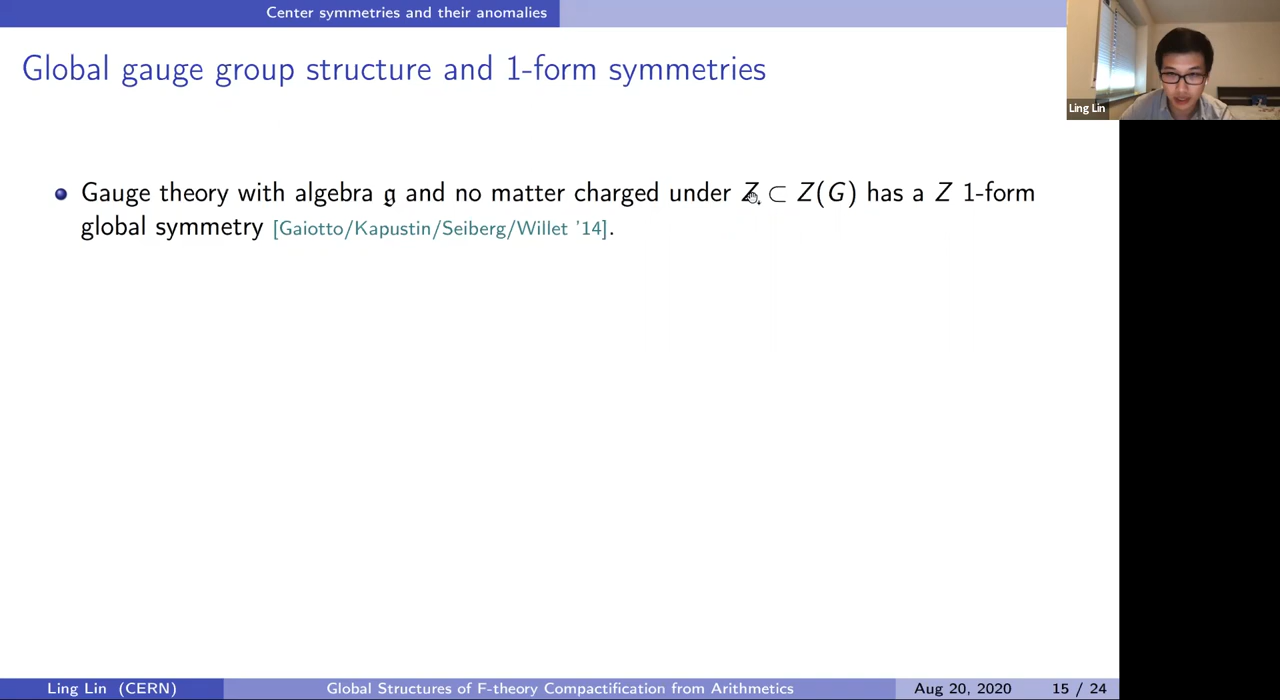 Center symmetries and their anomalies
Global gauge group structure and 1-form symmetries
Ling Lin
Gauge theory with algebra 𝔤 and no matter charged under Z ⊂ Z(G) has a Z 1-form
global symmetry [Gaiotto/Kapustin/Seiberg/Willet '14].
Ling Lin (CERN) Global Structures of F-theory Compactification from Arithmetics Aug 20, 2020 15 / 24